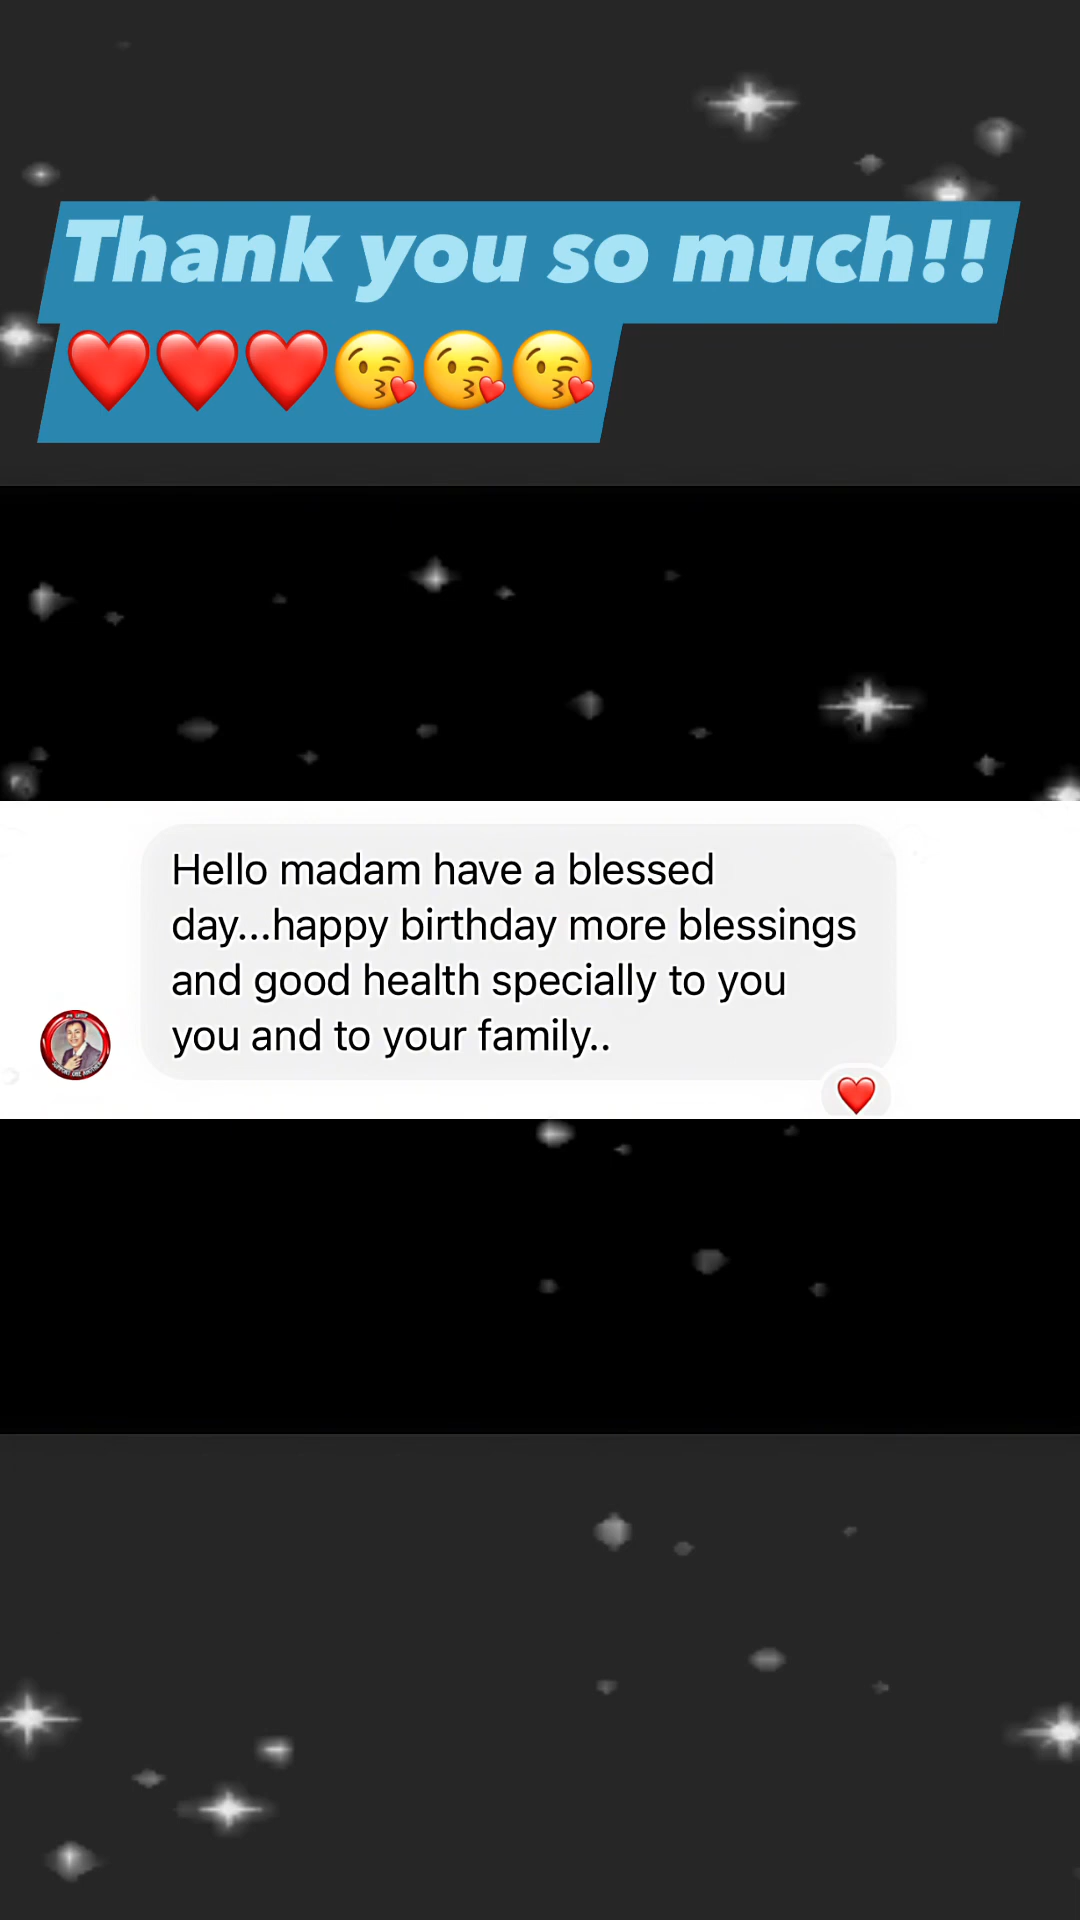 Thank you so much!!
❤️❤️❤️😘😘😘
Hello madam have a blessed
day...happy birthday more blessings
and good health specially to you
you and to your family..
❤️